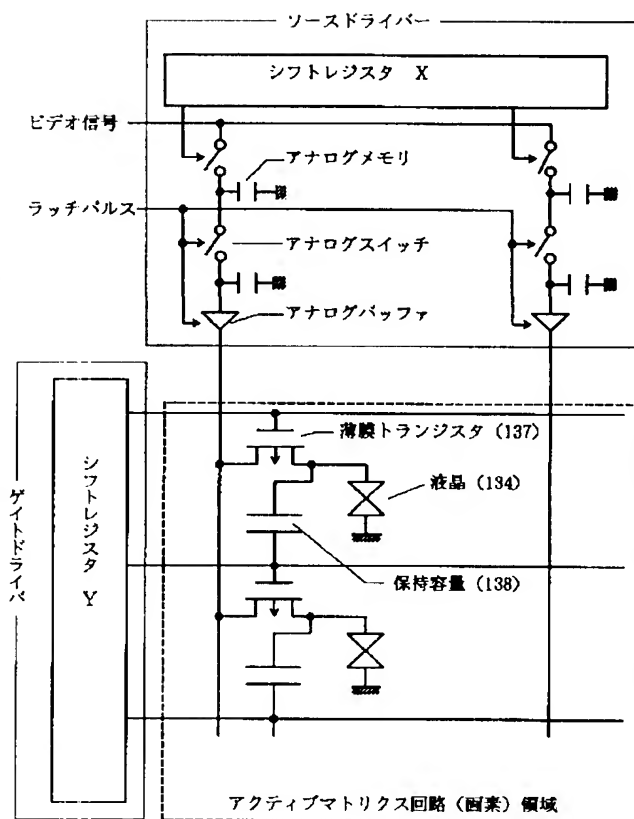 ソースドライバー
シフトレジスタ X
ビデオ信号
アナログメモリ
ラッチパルス
アナログスイッチ
アナログバッファ
薄膜トランジスタ (137)
液晶 (134)
保持容量 (138)
シフトレジスタ Y
ゲイトドライバ
アクティブマトリクス回路 (画素) 領域